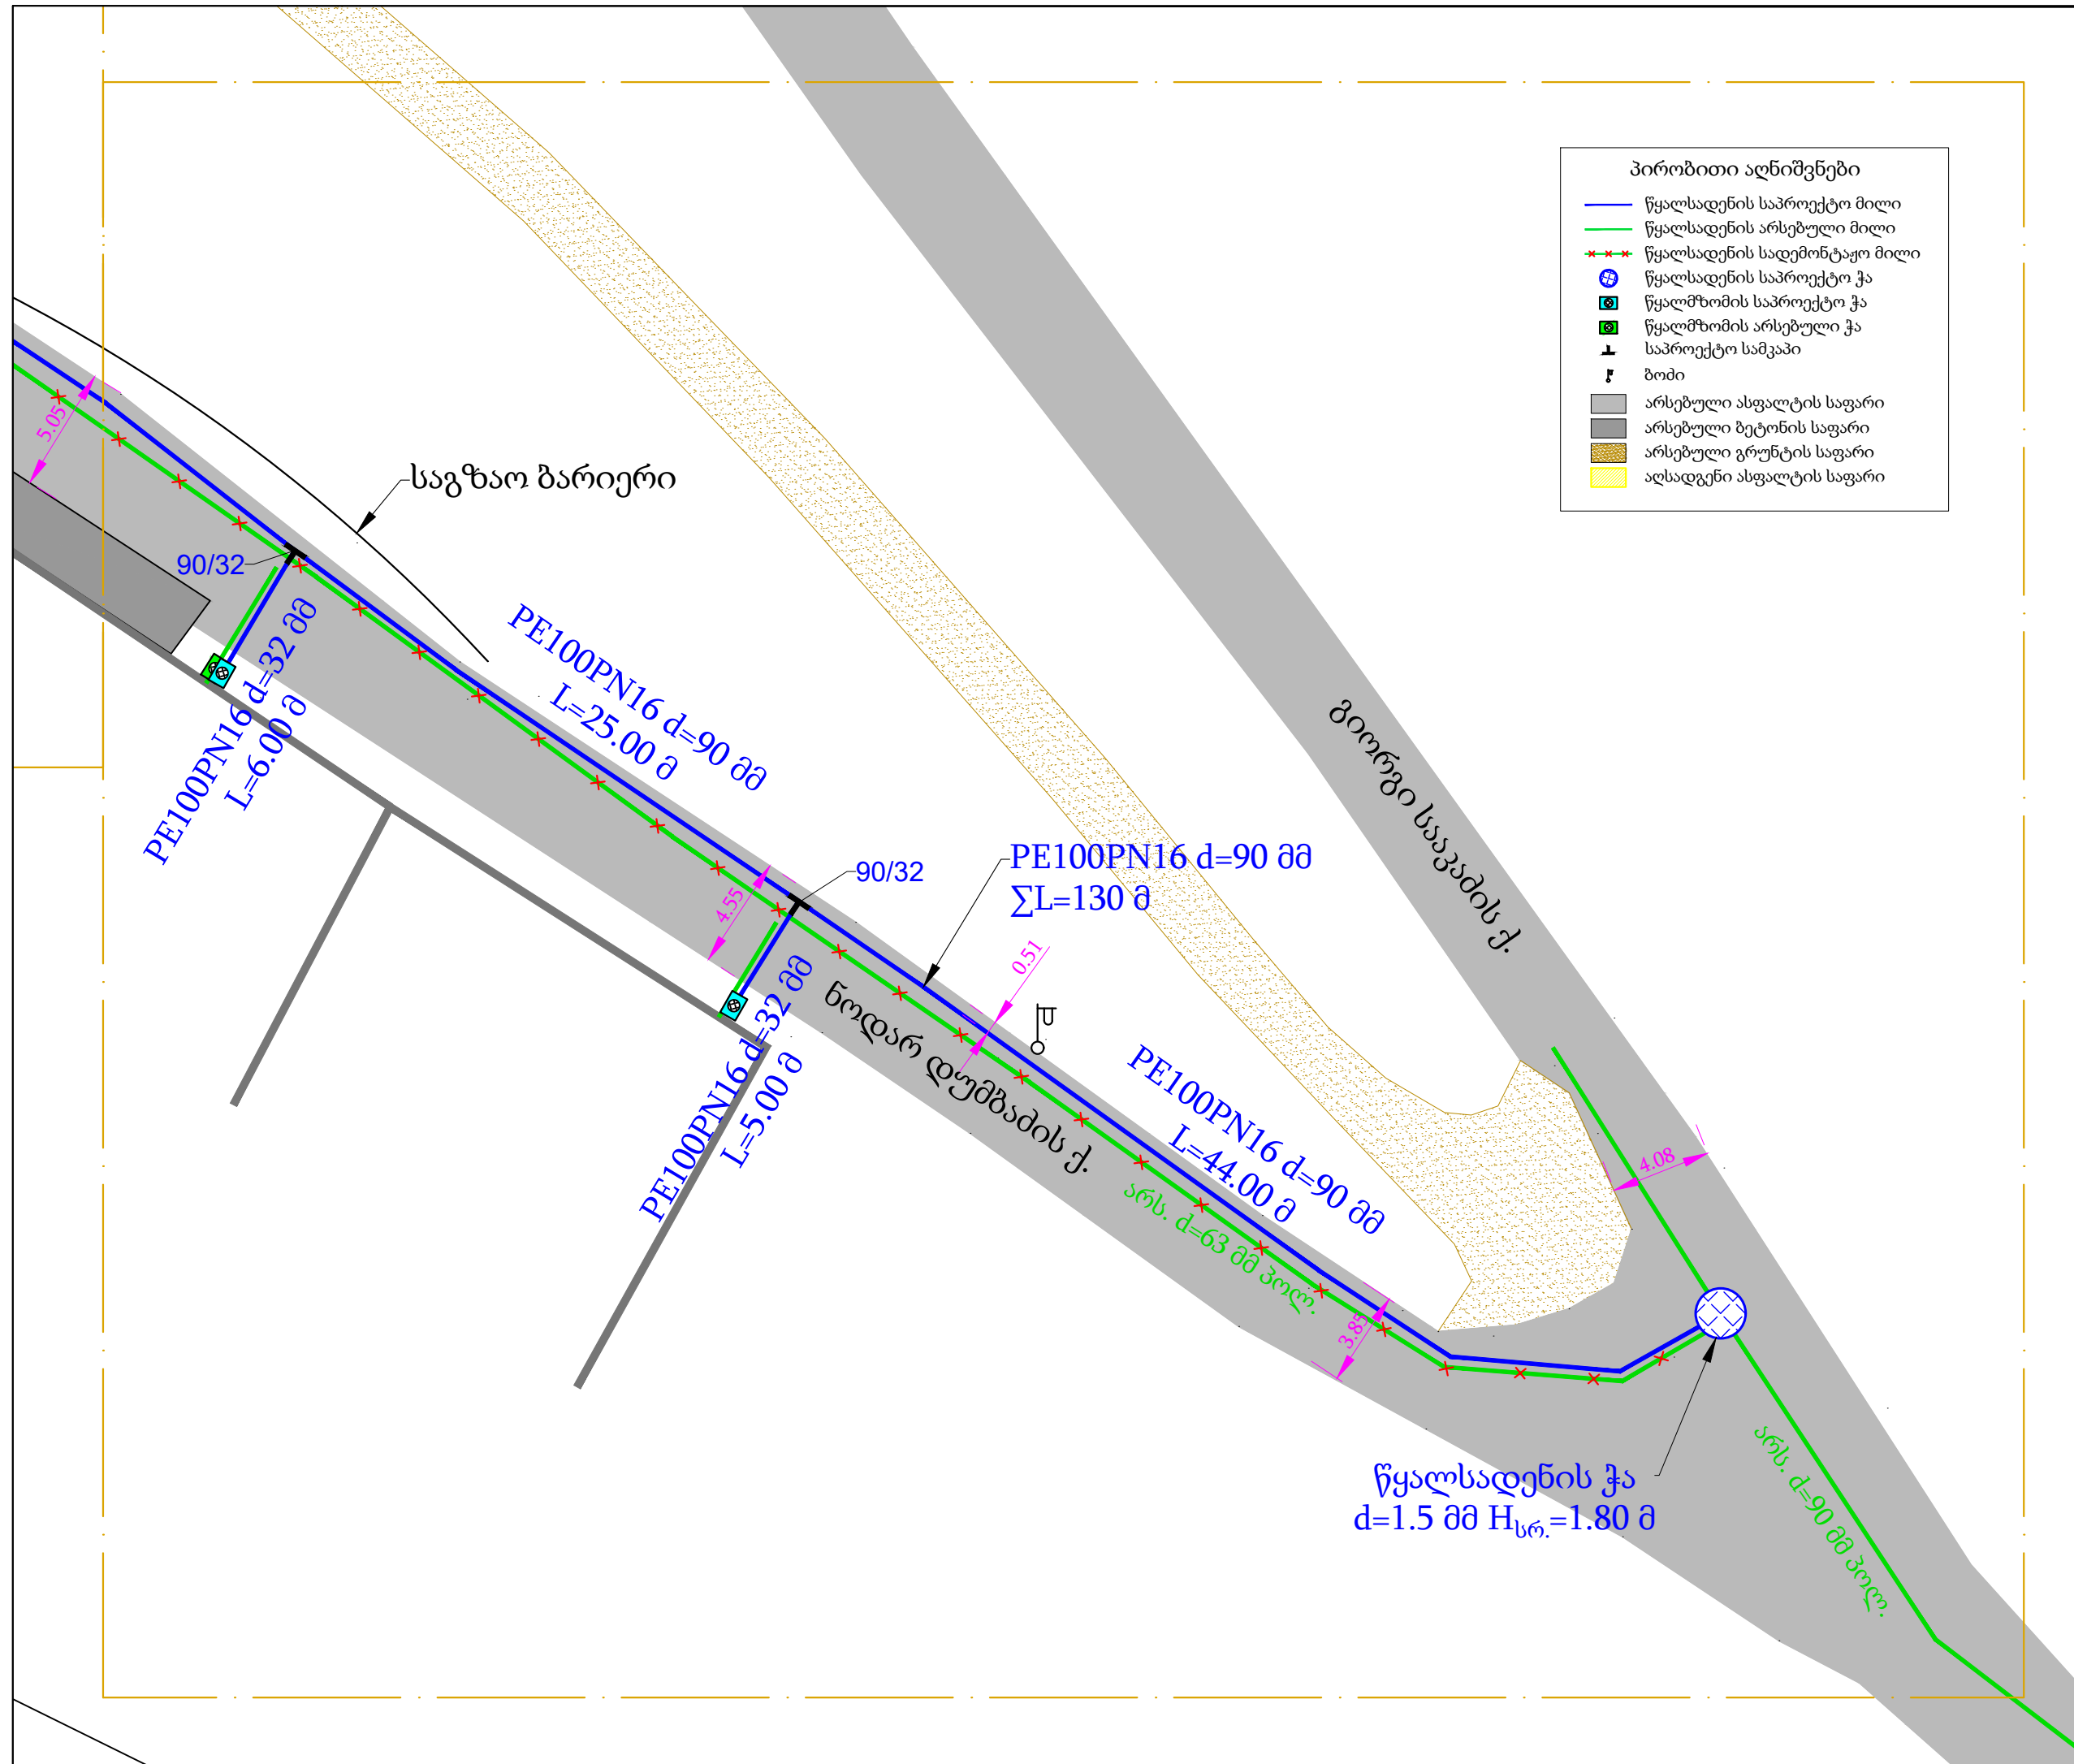 პირობითი აღნიშვნები
წყალსადენის საპროექტო მილი
წყალსადენის არსებული მილი
წყალსადენის სადემონტაჟო მილი
წყალსადენის საპროექტო ჭა
წყალმზომის საპროექტო ჭა
წყალმზომის არსებული ჭა
საპროექტო სამკაპი
ბოძი
არსებული ასფალტის საფარი
არსებული ბეტონის საფარი
არსებული გრუნტის საფარი
აღსადგენი ასფალტის საფარი
5.05
საგზაო ბარიერი
90/32
PE100PN16 d=32 მმ
L=6.00 მ
PE100PN16 d=90 მმ
L=25.00 მ
გიორგი სააკაძის ქ.
PE100PN16 d=90 მმ
∑L=130 მ
90/32
4.55
0.51
PE100PN16 d=32 მმ
L=5.00 მ
ნოდარ დუმბაძის ქ.
PE100PN16 d=90 მმ
L=44.00 მ
არს. d=63 მმ პოლ.
4.08
3.85
წყალსადენის ჭა
d=1.5 მმ Hსრ.=1.80 მ
არს. d=90 მმ პოლ.